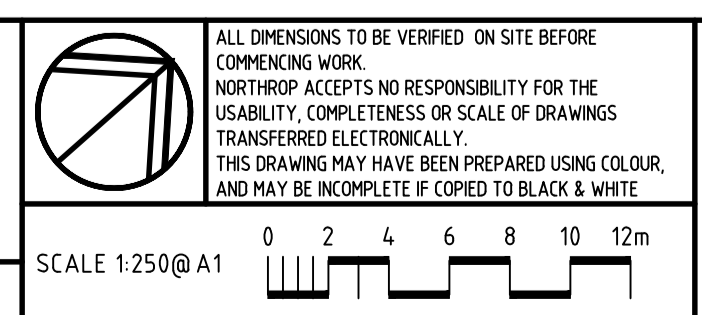 ALL DIMENSIONS TO BE VERIFIED ON SITE BEFORE
COMMENCING WORK.
NORTHROP ACCEPTS NO RESPONSIBILITY FOR THE
USABILITY, COMPLETENESS OR SCALE OF DRAWINGS
TRANSFERRED ELECTRONICALLY.
THIS DRAWING MAY HAVE BEEN PREPARED USING COLOUR,
AND MAY BE INCOMPLETE IF COPIED TO BLACK & WHITE
0 2 4 6 8 10 12m
SCALE 1:250@ A1